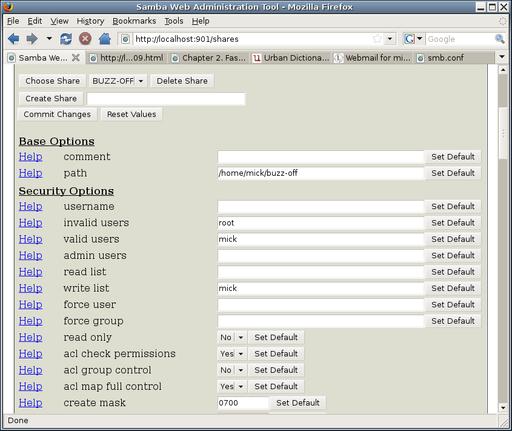 Samba Web Administration Tool - Mozilla Firefox
File Edit View History Bookmarks Tools Help
http://localhost:901/shares
Google
Samba We... http://l...09.html Chapter 2. Fas... Urban Dictiona... Webmail for mi... smb.conf
Choose Share BUZZ-OFF Delete Share
Create Share
Commit Changes Reset Values
Base Options
Help comment Set Default
Help path /home/mick/buzz-off Set Default
Security Options
Help username Set Default
Help invalid users root Set Default
Help valid users mick Set Default
Help admin users Set Default
Help read list Set Default
Help write list mick Set Default
Help force user Set Default
Help force group Set Default
Help read only No Set Default
Help acl check permissions Yes Set Default
Help acl group control No Set Default
Help acl map full control Yes Set Default
Help create mask 0700 Set Default
Done